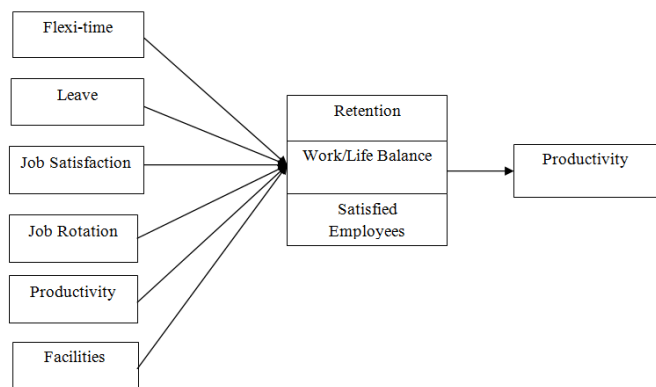 Flexi-time
Leave
Job Satisfaction
Job Rotation
Productivity
Facilities
Retention
Work/Life Balance
Satisfied
Employees
Productivity